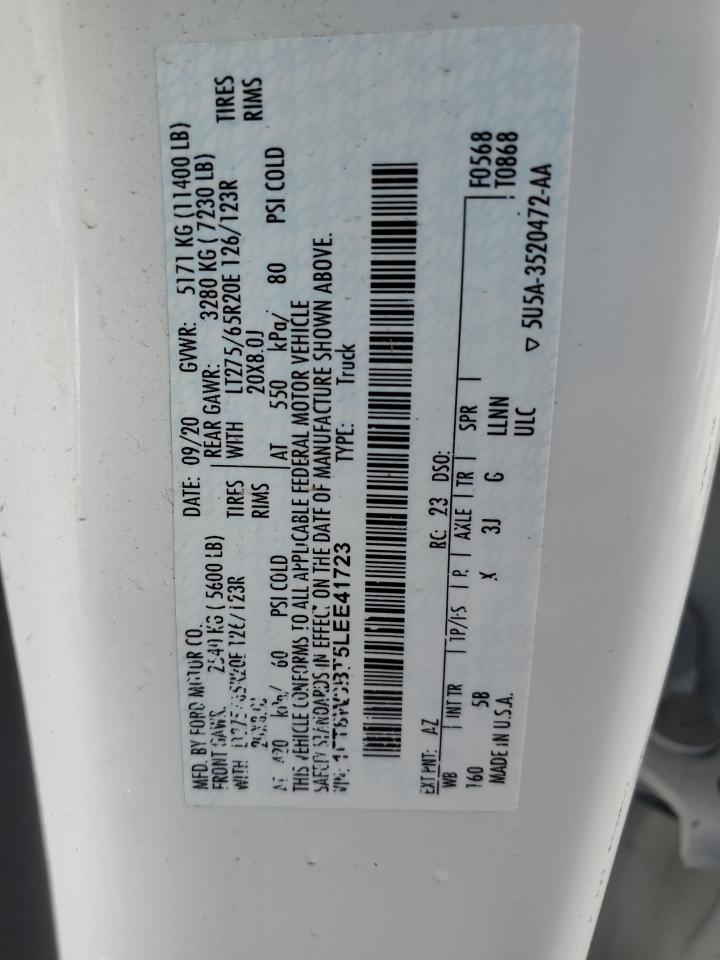 MFD. BY FORD MOTOR CO. DATE: 09/20 GVWR: 5171 KG (11400 LB)
FRONT GAWR: 2540 KG ( 5600 LB) REAR GAWR: 3280 KG ( 7230 LB)
WITH LT275/65R20E 126/123R TIRES WITH LT275/65R20E 126/123R TIRES
20X8.0J RIMS 20X8.0J RIMS
AT 420 kPa/ 60 PSI COLD AT 550 kPa/ 80 PSI COLD
THIS VEHICLE CONFORMS TO ALL APPLICABLE FEDERAL MOTOR VEHICLE
SAFETY STANDARDS IN EFFECT ON THE DATE OF MANUFACTURE SHOWN ABOVE.
VIN: TYPE: Truck
EXT PNT: AZ RC: 23 DSO: F0568
WB INT TR TP/PS R AXLE TR SPR T0868
160 5B X 3J G LLNN
MADE IN U.S.A. ULC
▽ 5U5A-3520472-AA